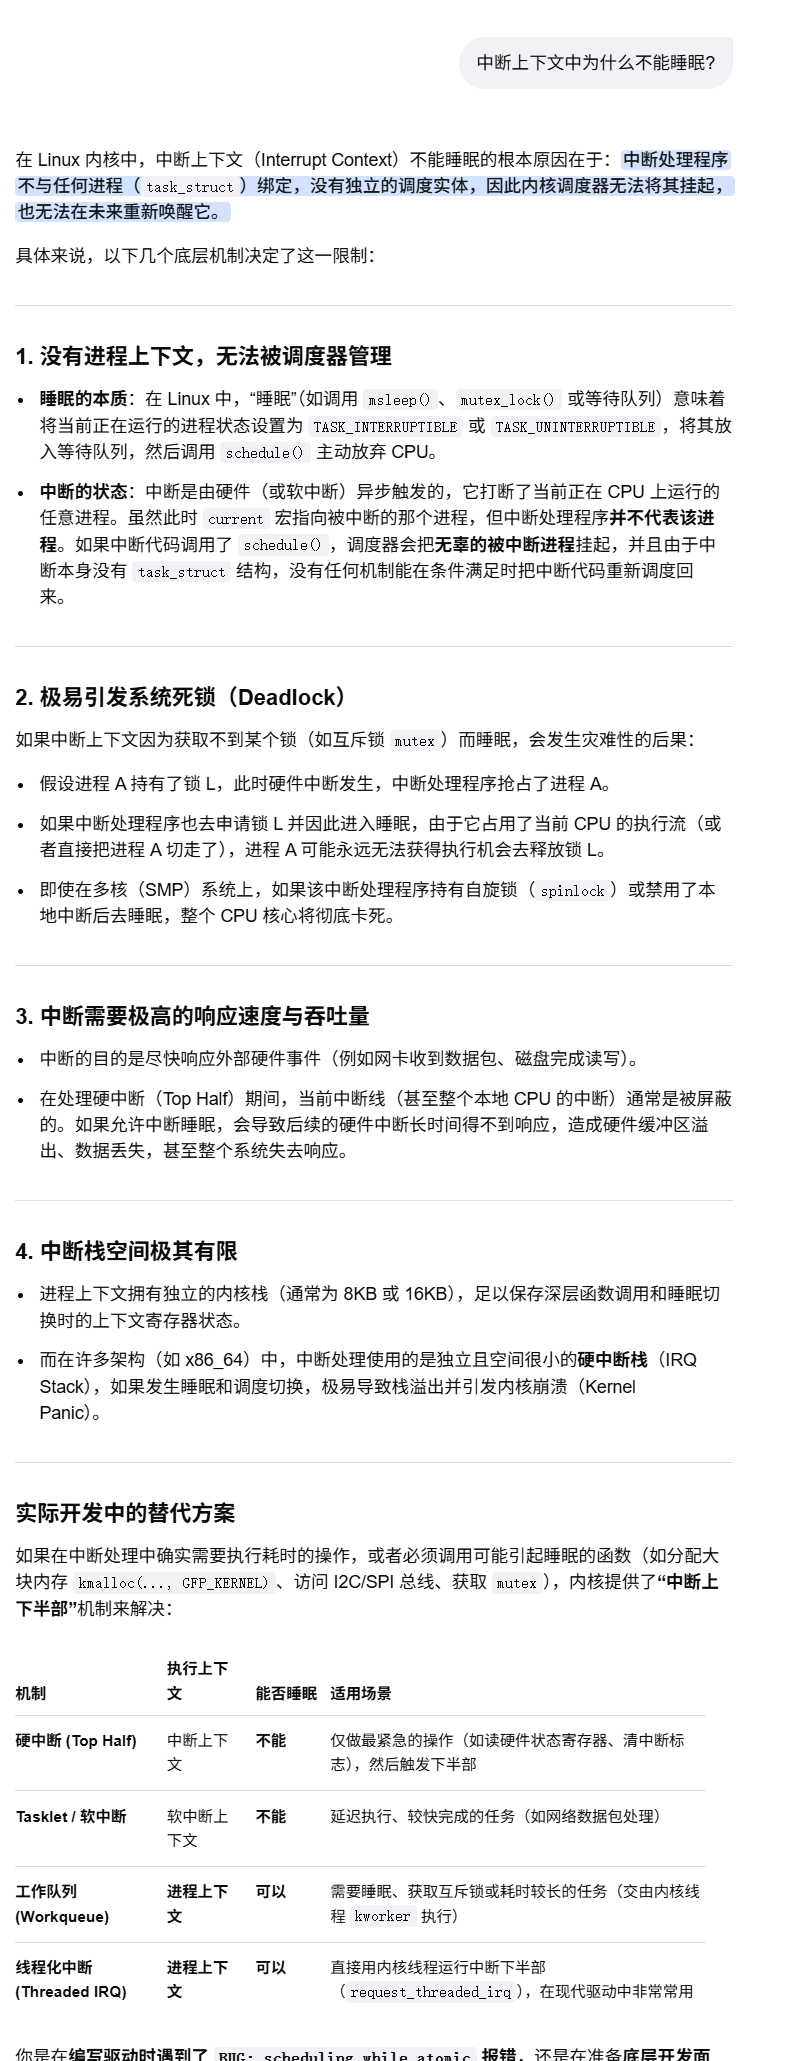 中断上下文中为什么不能睡眠?
在 Linux 内核中，中断上下文（Interrupt Context）不能睡眠的根本原因在于：中断处理程序
不与任何进程（task_struct）绑定，没有独立的调度实体，因此内核调度器无法将其挂起，
也无法在未来重新唤醒它。
具体来说，以下几个底层机制决定了这一限制：
1. 没有进程上下文，无法被调度器管理
• 睡眠的本质：在 Linux 中，“睡眠”（如调用 msleep()、mutex_lock() 或等待队列）意味着
将当前正在运行的进程状态设置为 TASK_INTERRUPTIBLE 或 TASK_UNINTERRUPTIBLE，将其放
入等待队列，然后调用 schedule() 主动放弃 CPU。
• 中断的状态：中断是由硬件（或软中断）异步触发的，它打断了当前正在 CPU 上运行的
任意进程。虽然此时 current 宏指向被中断的那个进程，但中断处理程序并不代表该进
程。如果中断代码调用了 schedule()，调度器会把无辜的被中断进程挂起，并且由于中
断本身没有 task_struct 结构，没有任何机制能在条件满足时把中断代码重新调度回
来。
2. 极易引发系统死锁（Deadlock）
如果中断上下文因为获取不到某个锁（如互斥锁 mutex）而睡眠，会发生灾难性的后果：
• 假设进程 A 持有了锁 L，此时硬件中断发生，中断处理程序抢占了进程 A。
• 如果中断处理程序也去申请锁 L 并因此进入睡眠，由于它占用了当前 CPU 的执行流（或
者直接把进程 A 切走了），进程 A 可能永远无法获得执行机会去释放锁 L。
• 即使在多核（SMP）系统上，如果该中断处理程序持有自旋锁（spinlock）或禁用了本
地中断后去睡眠，整个 CPU 核心将彻底卡死。
3. 中断需要极高的响应速度与吞吐量
• 中断的目的是尽快响应外部硬件事件（例如网卡收到数据包、磁盘完成读写）。
• 在处理硬中断（Top Half）期间，当前中断线（甚至整个本地 CPU 的中断）通常是被屏蔽
的。如果允许中断睡眠，会导致后续的硬件中断长时间得不到响应，造成硬件缓冲区溢
出、数据丢失，甚至整个系统失去响应。
4. 中断栈空间极其有限
• 进程上下文拥有独立的内核栈（通常为 8KB 或 16KB），足以保存深层函数调用和睡眠切
换时的上下文寄存器状态。
• 而在许多架构（如 x86_64）中，中断处理使用的是独立且空间很小的硬中断栈（IRQ
Stack），如果发生睡眠和调度切换，极易导致栈溢出并引发内核崩溃（Kernel
Panic）。
实际开发中的替代方案
如果在中断处理中确实需要执行耗时的操作，或者必须调用可能引起睡眠的函数（如分配大
块内存 kmalloc(..., GFP_KERNEL)、访问 I2C/SPI 总线、获取 mutex），内核提供了“中断上
下半部”机制来解决：
机制 执行上下文 能否睡眠 适用场景
硬中断 (Top Half) 中断上下文 不能 仅做最紧急的操作（如读硬件状态寄存器、清中断标
志），然后触发下半部
Tasklet / 软中断 软中断上下文 不能 延迟执行、较快完成的任务（如网络数据包处理）
工作队列 (Workqueue) 进程上下文 可以 需要睡眠、获取互斥锁或耗时较长的任务（交由内核线
程 kworker 执行）
线程化中断 (Threaded IRQ) 进程上下文 可以 直接用内核线程运行中断下半部
（request_threaded_irq），在现代驱动中非常常用
你是在编写驱动时遇到了 BUG: scheduling while atomic 报错，还是在准备底层开发面